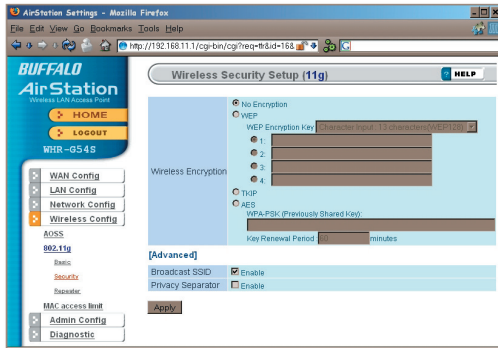 AirStation Settings - Mozilla Firefox
File Edit View Go Bookmarks Tools Help
http://192.168.11.1/cgi-bin/cgi?req=tfr&id=16&
BUFFALO
AirStation
Wireless LAN Access Point
HOME
LOGOUT
WHR-G54S
WAN Config
LAN Config
Network Config
Wireless Config
AOSS
802.11g
Basic
Security
Repeater
MAC access limit
Admin Config
Diagnostic
Wireless Security Setup (11g)
? HELP
Wireless Encryption
No Encryption
WEP
WEP Encryption Key Character Input : 13 characters(WEP128)
1:
2:
3:
4:
TKIP
AES
WPA-PSK (Previously Shared Key):
Key Renewal Period 60 minutes
[Advanced]
Broadcast SSID Enable
Privacy Separator Enable
Apply